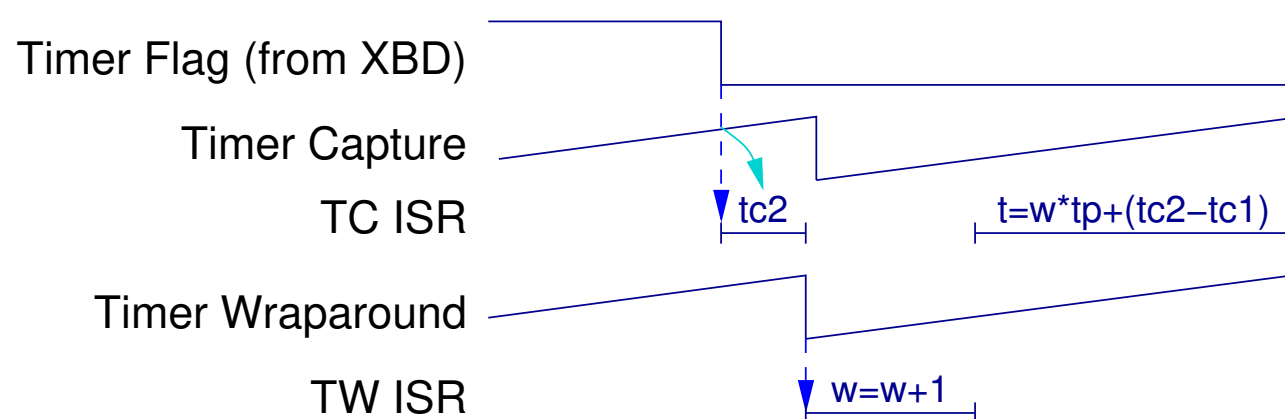 Timer Flag (from XBD)
Timer Capture
TC ISR
tc2
t=w*tp+(tc2−tc1)
Timer Wraparound
TW ISR
w=w+1